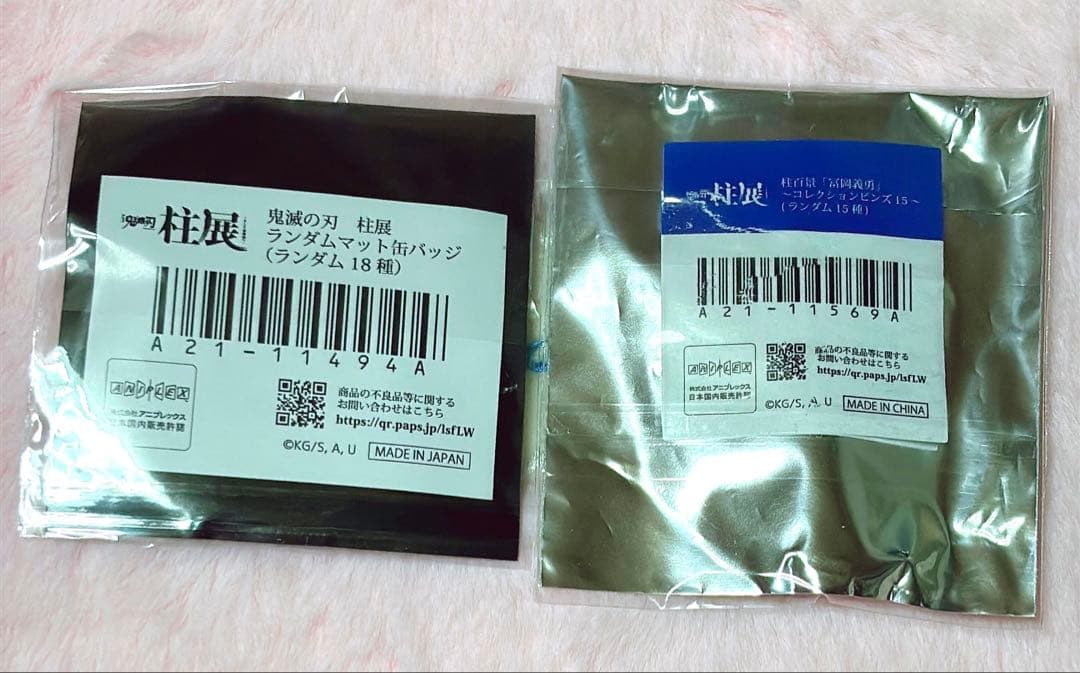 鬼滅の刃 柱展
鬼滅の刃 柱展
ランダムマット缶バッジ
(ランダム18種)
A21-11494A
ANIPLEX
株式会社アニプレックス
日本国内販売許諾
商品の不良品等に関する
お問い合わせはこちら
https://qr.paps.jp/lsfLW
©KG/S, A, U
MADE IN JAPAN
柱展
柱百景「冨岡義勇」
~コレクションピンズ15~
(ランダム15種)
A21-11569A
ANIPLEX
株式会社アニプレックス
日本国内販売許諾
商品の不良品等に関する
お問い合わせはこちら
https://qr.paps.jp/lsfLW
©KG/S, A, U
MADE IN CHINA